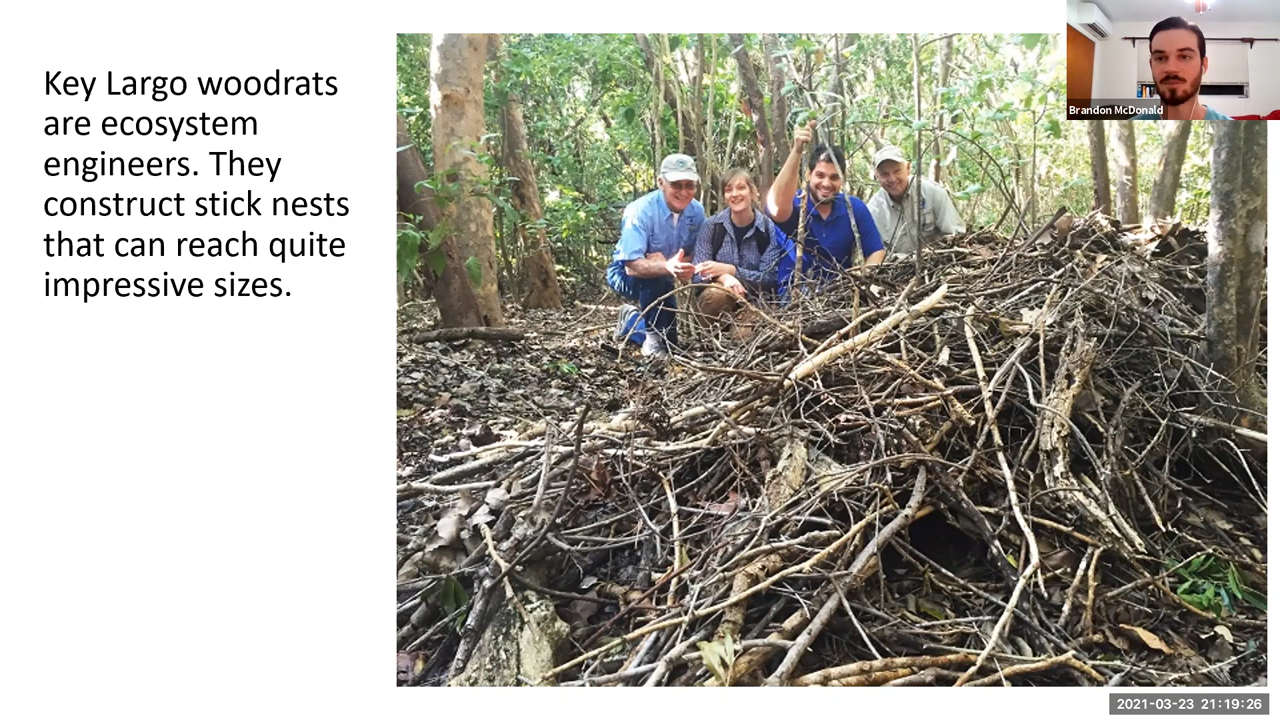 Key Largo woodrats
are ecosystem
engineers. They
construct stick nests
that can reach quite
impressive sizes.
Brandon McDonald
2021-03-23 21:19:26